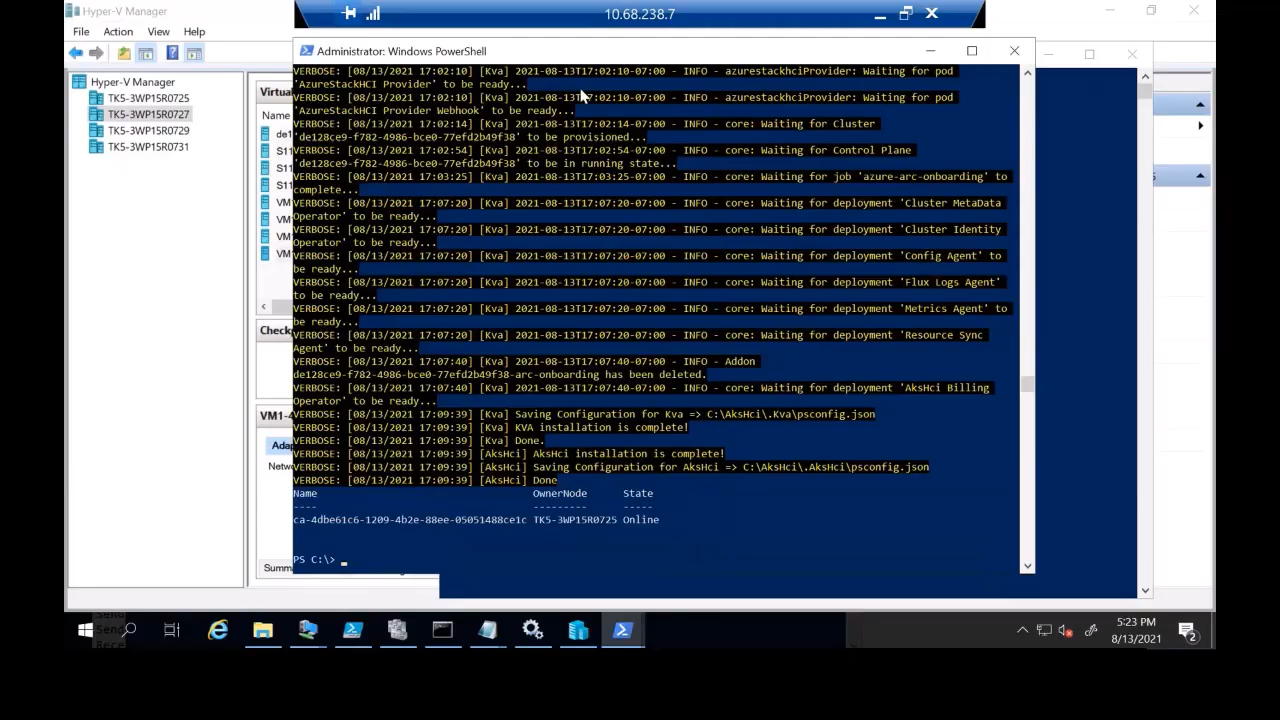 Hyper-V Manager
10.68.238.7
File Action View Help
Hyper-V Manager
TK5-3WP15R0725
TK5-3WP15R0727
TK5-3WP15R0729
TK5-3WP15R0731
Virtual
Name
de1
S11
S11
S11
VM1
VM1
VM1
VM1
Checkp
VM1-4
Adap
Netwo
Summ
Administrator: Windows PowerShell
VERBOSE: [08/13/2021 17:02:10] [Kva] 2021-08-13T17:02:10-07:00 - INFO - azurestackhciProvider: Waiting for pod
'AzureStackHCI Provider' to be ready...
VERBOSE: [08/13/2021 17:02:10] [Kva] 2021-08-13T17:02:10-07:00 - INFO - azurestackhciProvider: Waiting for pod
'AzureStackHCI Provider Webhook' to be ready...
VERBOSE: [08/13/2021 17:02:14] [Kva] 2021-08-13T17:02:14-07:00 - INFO - core: Waiting for Cluster
'de128ce9-f782-4986-bce0-77efd2b49f38' to be provisioned...
VERBOSE: [08/13/2021 17:02:54] [Kva] 2021-08-13T17:02:54-07:00 - INFO - core: Waiting for Control Plane
'de128ce9-f782-4986-bce0-77efd2b49f38' to be in running state...
VERBOSE: [08/13/2021 17:03:25] [Kva] 2021-08-13T17:03:25-07:00 - INFO - core: Waiting for job 'azure-arc-onboarding' to
complete...
VERBOSE: [08/13/2021 17:07:20] [Kva] 2021-08-13T17:07:20-07:00 - INFO - core: Waiting for deployment 'Cluster MetaData
Operator' to be ready...
VERBOSE: [08/13/2021 17:07:20] [Kva] 2021-08-13T17:07:20-07:00 - INFO - core: Waiting for deployment 'Cluster Identity
Operator' to be ready...
VERBOSE: [08/13/2021 17:07:20] [Kva] 2021-08-13T17:07:20-07:00 - INFO - core: Waiting for deployment 'Config Agent' to
be ready...
VERBOSE: [08/13/2021 17:07:20] [Kva] 2021-08-13T17:07:20-07:00 - INFO - core: Waiting for deployment 'Flux Logs Agent'
to be ready...
VERBOSE: [08/13/2021 17:07:20] [Kva] 2021-08-13T17:07:20-07:00 - INFO - core: Waiting for deployment 'Metrics Agent' to
be ready...
VERBOSE: [08/13/2021 17:07:20] [Kva] 2021-08-13T17:07:20-07:00 - INFO - core: Waiting for deployment 'Resource Sync
Agent' to be ready...
VERBOSE: [08/13/2021 17:07:40] [Kva] 2021-08-13T17:07:40-07:00 - INFO - Addon
de128ce9-f782-4986-bce0-77efd2b49f38-arc-onboarding has been deleted.
VERBOSE: [08/13/2021 17:07:40] [Kva] 2021-08-13T17:07:40-07:00 - INFO - core: Waiting for deployment 'AksHci Billing
Operator' to be ready...
VERBOSE: [08/13/2021 17:09:39] [Kva] Saving Configuration for Kva => C:\AksHci\.Kva\psconfig.json
VERBOSE: [08/13/2021 17:09:39] [Kva] KVA installation is complete!
VERBOSE: [08/13/2021 17:09:39] [Kva] Done.
VERBOSE: [08/13/2021 17:09:39] [AksHci] AksHci installation is complete!
VERBOSE: [08/13/2021 17:09:39] [AksHci] Saving Configuration for AksHci => C:\AksHci\.AksHci\psconfig.json
VERBOSE: [08/13/2021 17:09:39] [AksHci] Done
Name OwnerNode State
---- --------- -----
ca-4dbe61c6-1209-4b2e-88ee-05051488ce1c TK5-3WP15R0725 Online
PS C:\>
5:23 PM
8/13/2021
2